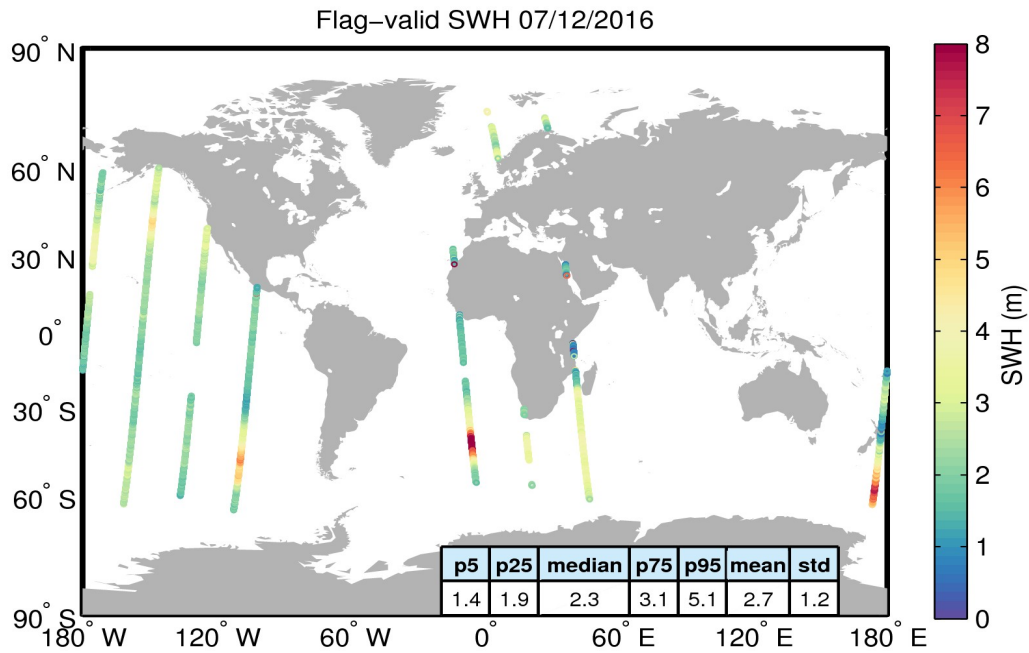 Flag−valid SWH 07/12/2016
90° N
60° N
30° N
0°
30° S
60° S
90° S
180° W 120° W 60° W 0° 60° E 120° E 180° E
p5 p25 median p75 p95 mean std
1.4 1.9 2.3 3.1 5.1 2.7 1.2
8
7
6
5
4
3
2
1
0
SWH (m)